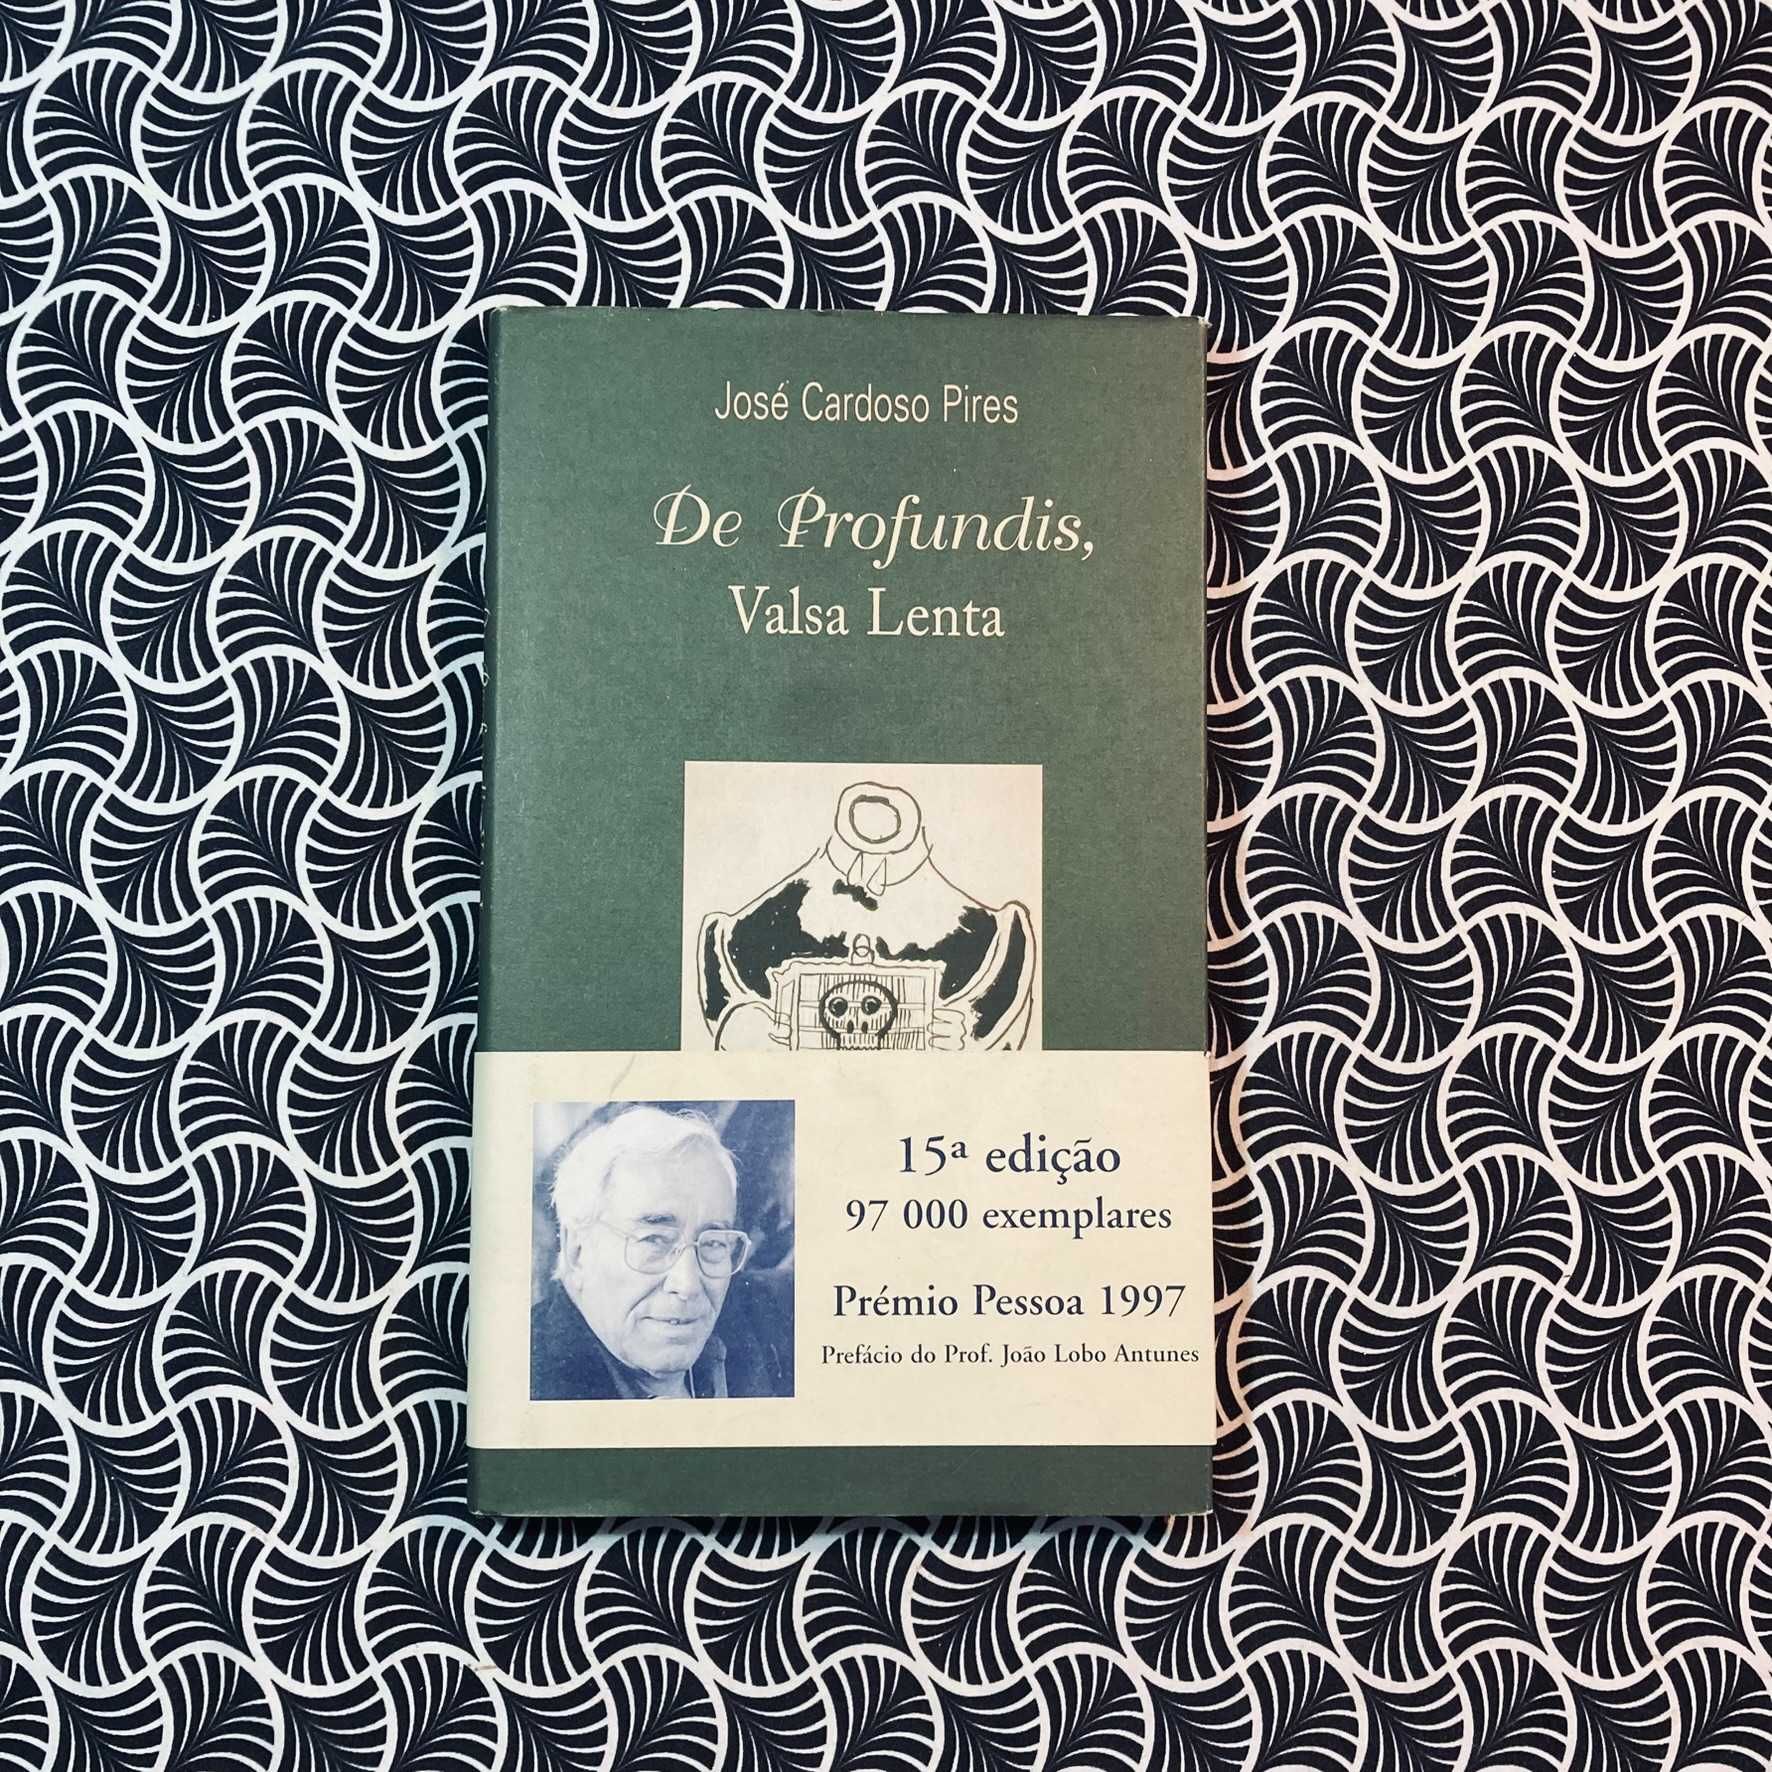 José Cardoso Pires
De Profundis,
Valsa Lenta
15ª edição
97 000 exemplares
Prémio Pessoa 1997
Prefácio do Prof. João Lobo Antunes